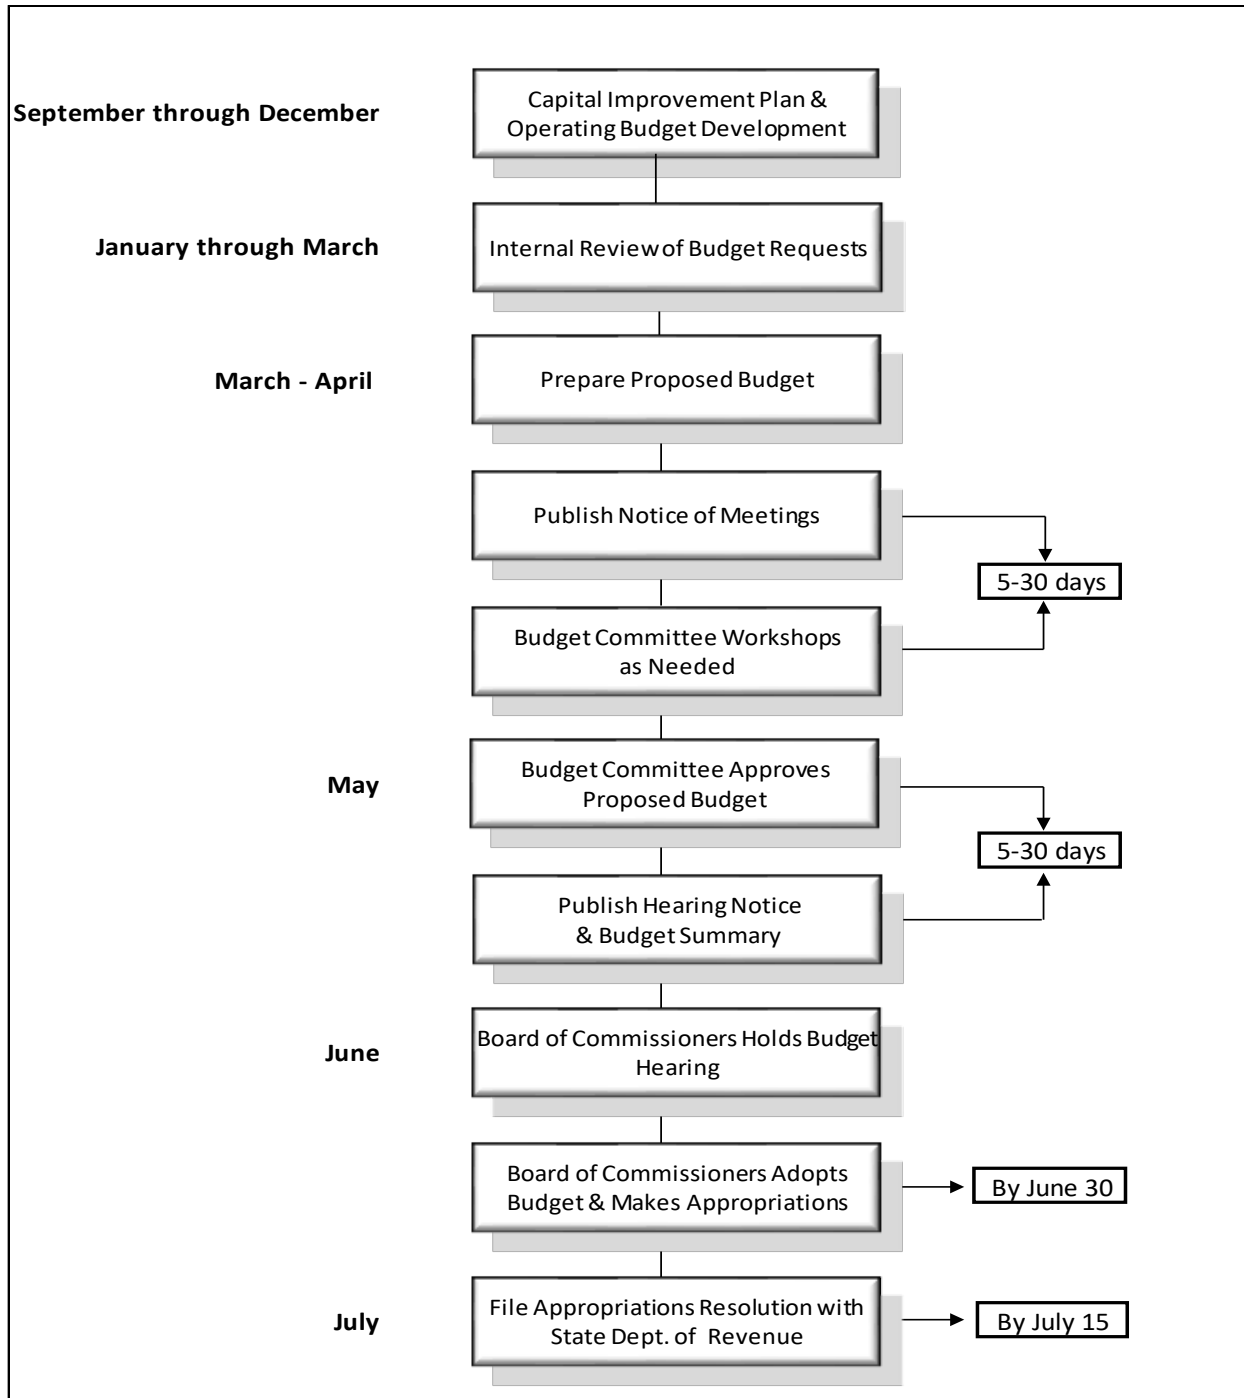 September through December
Capital Improvement Plan &
Operating Budget Development
January through March
Internal Review of Budget Requests
March - April
Prepare Proposed Budget
Publish Notice of Meetings
5-30 days
Budget Committee Workshops
as Needed
May
Budget Committee Approves
Proposed Budget
5-30 days
Publish Hearing Notice
& Budget Summary
June
Board of Commissioners Holds Budget
Hearing
Board of Commissioners Adopts
Budget & Makes Appropriations
By June 30
July
File Appropriations Resolution with
State Dept. of Revenue
By July 15